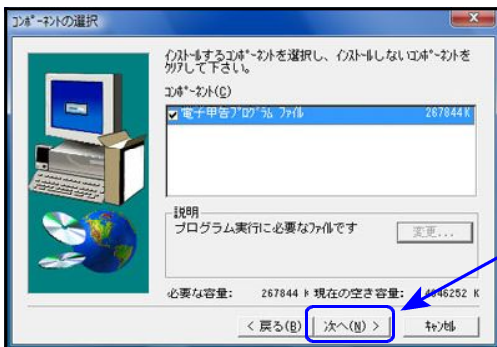 ｺﾝﾎﾟｰﾈﾝﾄの選択
ｲﾝｽﾄｰﾙするｺﾝﾎﾟｰﾈﾝﾄを選択し、ｲﾝｽﾄｰﾙしないｺﾝﾎﾟｰﾈﾝﾄを
ｸﾘｱして下さい。
ｺﾝﾎﾟｰﾈﾝﾄ(C)
電子申告ﾌﾟﾛｸﾞﾗﾑ ﾌｧｲﾙ 267844 K
説明
プログラム実行に必要なﾌｧｲﾙです
変更...
必要な容量: 267844 K 現在の空き容量: 4046252 K
< 戻る(B) 次へ(N) > ｷｬﾝｾﾙ